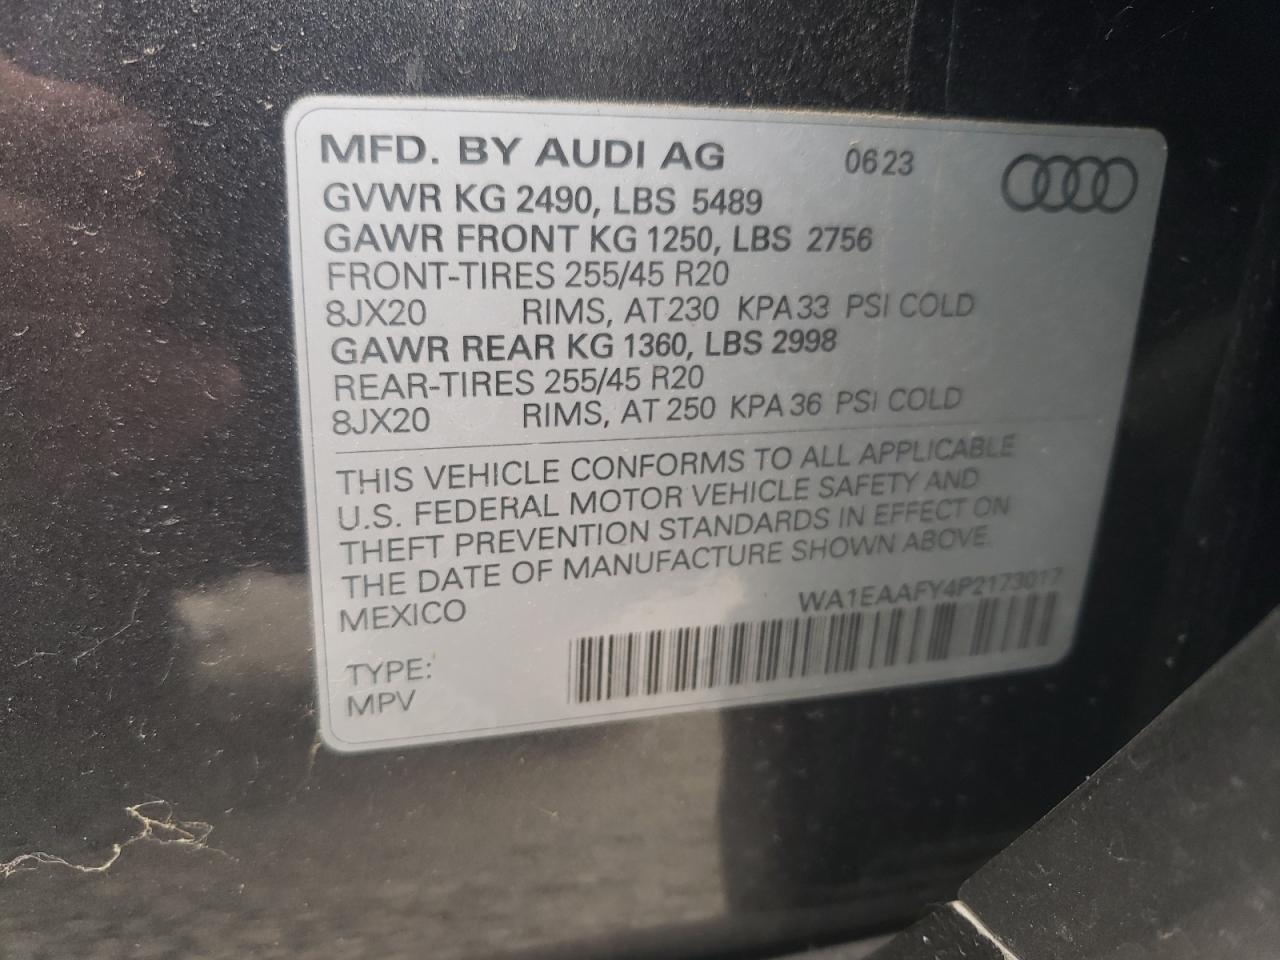 MFD. BY AUDI AG 0623
GVWR KG 2490, LBS 5489
GAWR FRONT KG 1250, LBS 2756
FRONT-TIRES 255/45 R20
8JX20 RIMS, AT 230 KPA 33 PSI COLD
GAWR REAR KG 1360, LBS 2998
REAR-TIRES 255/45 R20
8JX20 RIMS, AT 250 KPA 36 PSI COLD
THIS VEHICLE CONFORMS TO ALL APPLICABLE
U.S. FEDERAL MOTOR VEHICLE SAFETY AND
THEFT PREVENTION STANDARDS IN EFFECT ON
THE DATE OF MANUFACTURE SHOWN ABOVE.
MEXICO WA1EAAFY4P2173017
TYPE:
MPV